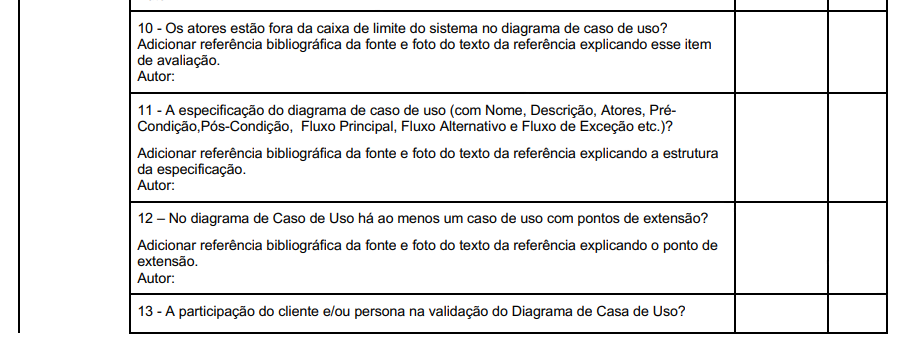 10 - Os atores estão fora da caixa de limite do sistema no diagrama de caso de uso?
Adicionar referência bibliográfica da fonte e foto do texto da referência explicando esse item
de avaliação.
Autor:
11 - A especificação do diagrama de caso de uso (com Nome, Descrição, Atores, Pré-
Condição,Pós-Condição, Fluxo Principal, Fluxo Alternativo e Fluxo de Exceção etc.)?
Adicionar referência bibliográfica da fonte e foto do texto da referência explicando a estrutura
da especificação.
Autor:
12 – No diagrama de Caso de Uso há ao menos um caso de uso com pontos de extensão?
Adicionar referência bibliográfica da fonte e foto do texto da referência explicando o ponto de
extensão.
Autor:
13 - A participação do cliente e/ou persona na validação do Diagrama de Casa de Uso?